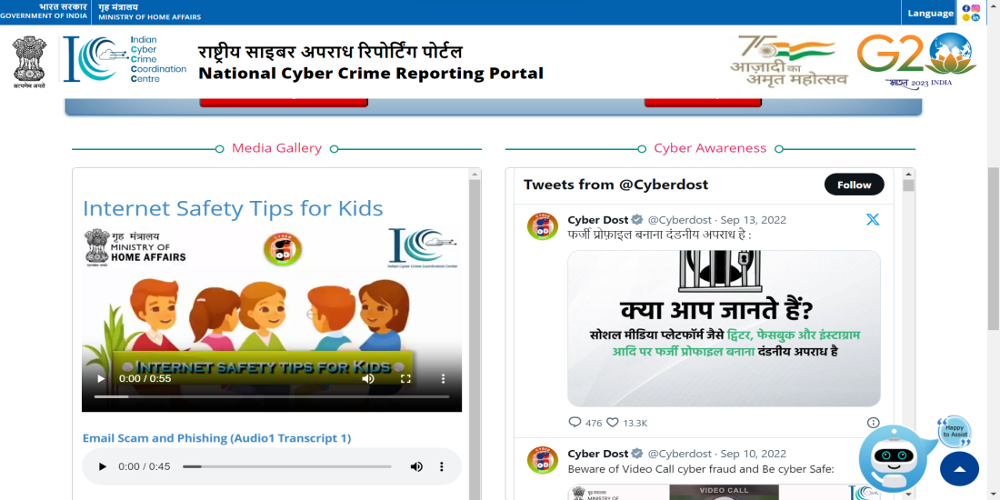 भारत सरकार
GOVERNMENT OF INDIA
गृह मंत्रालय
MINISTRY OF HOME AFFAIRS
Language
सत्यमेव जयते
Indian
Cyber
Crime
Coordination
Centre
राष्ट्रीय साइबर अपराध रिपोर्टिंग पोर्टल
National Cyber Crime Reporting Portal
75
आज़ादी का
अमृत महोत्सव
G20
भारत 2023 INDIA
Media Gallery
Internet Safety Tips for Kids
गृह मंत्रालय
MINISTRY OF
HOME AFFAIRS
CYBER
Indian Cyber Crime Coordination Center
INTERNET SAFETY TIPS FOR KIDS
0:00 / 0:55
Email Scam and Phishing (Audio1 Transcript 1)
0:00 / 0:45
Cyber Awareness
Tweets from @Cyberdost
Follow
Cyber Dost @Cyberdost · Sep 13, 2022
फर्जी प्रोफ़ाइल बनाना दंडनीय अपराध है :
क्या आप जानते हैं?
सोशल मीडिया प्लेटफॉर्म जैसे ट्विटर, फेसबुक और इंस्टाग्राम
आदि पर फर्जी प्रोफाइल बनाना दंडनीय अपराध है
476 13.3K
Cyber Dost @Cyberdost · Sep 10, 2022
Beware of Video Call cyber fraud and Be cyber Safe:
गृह मंत्रालय
MINISTRY OF
VIDEO CALL
Happy
to Assist